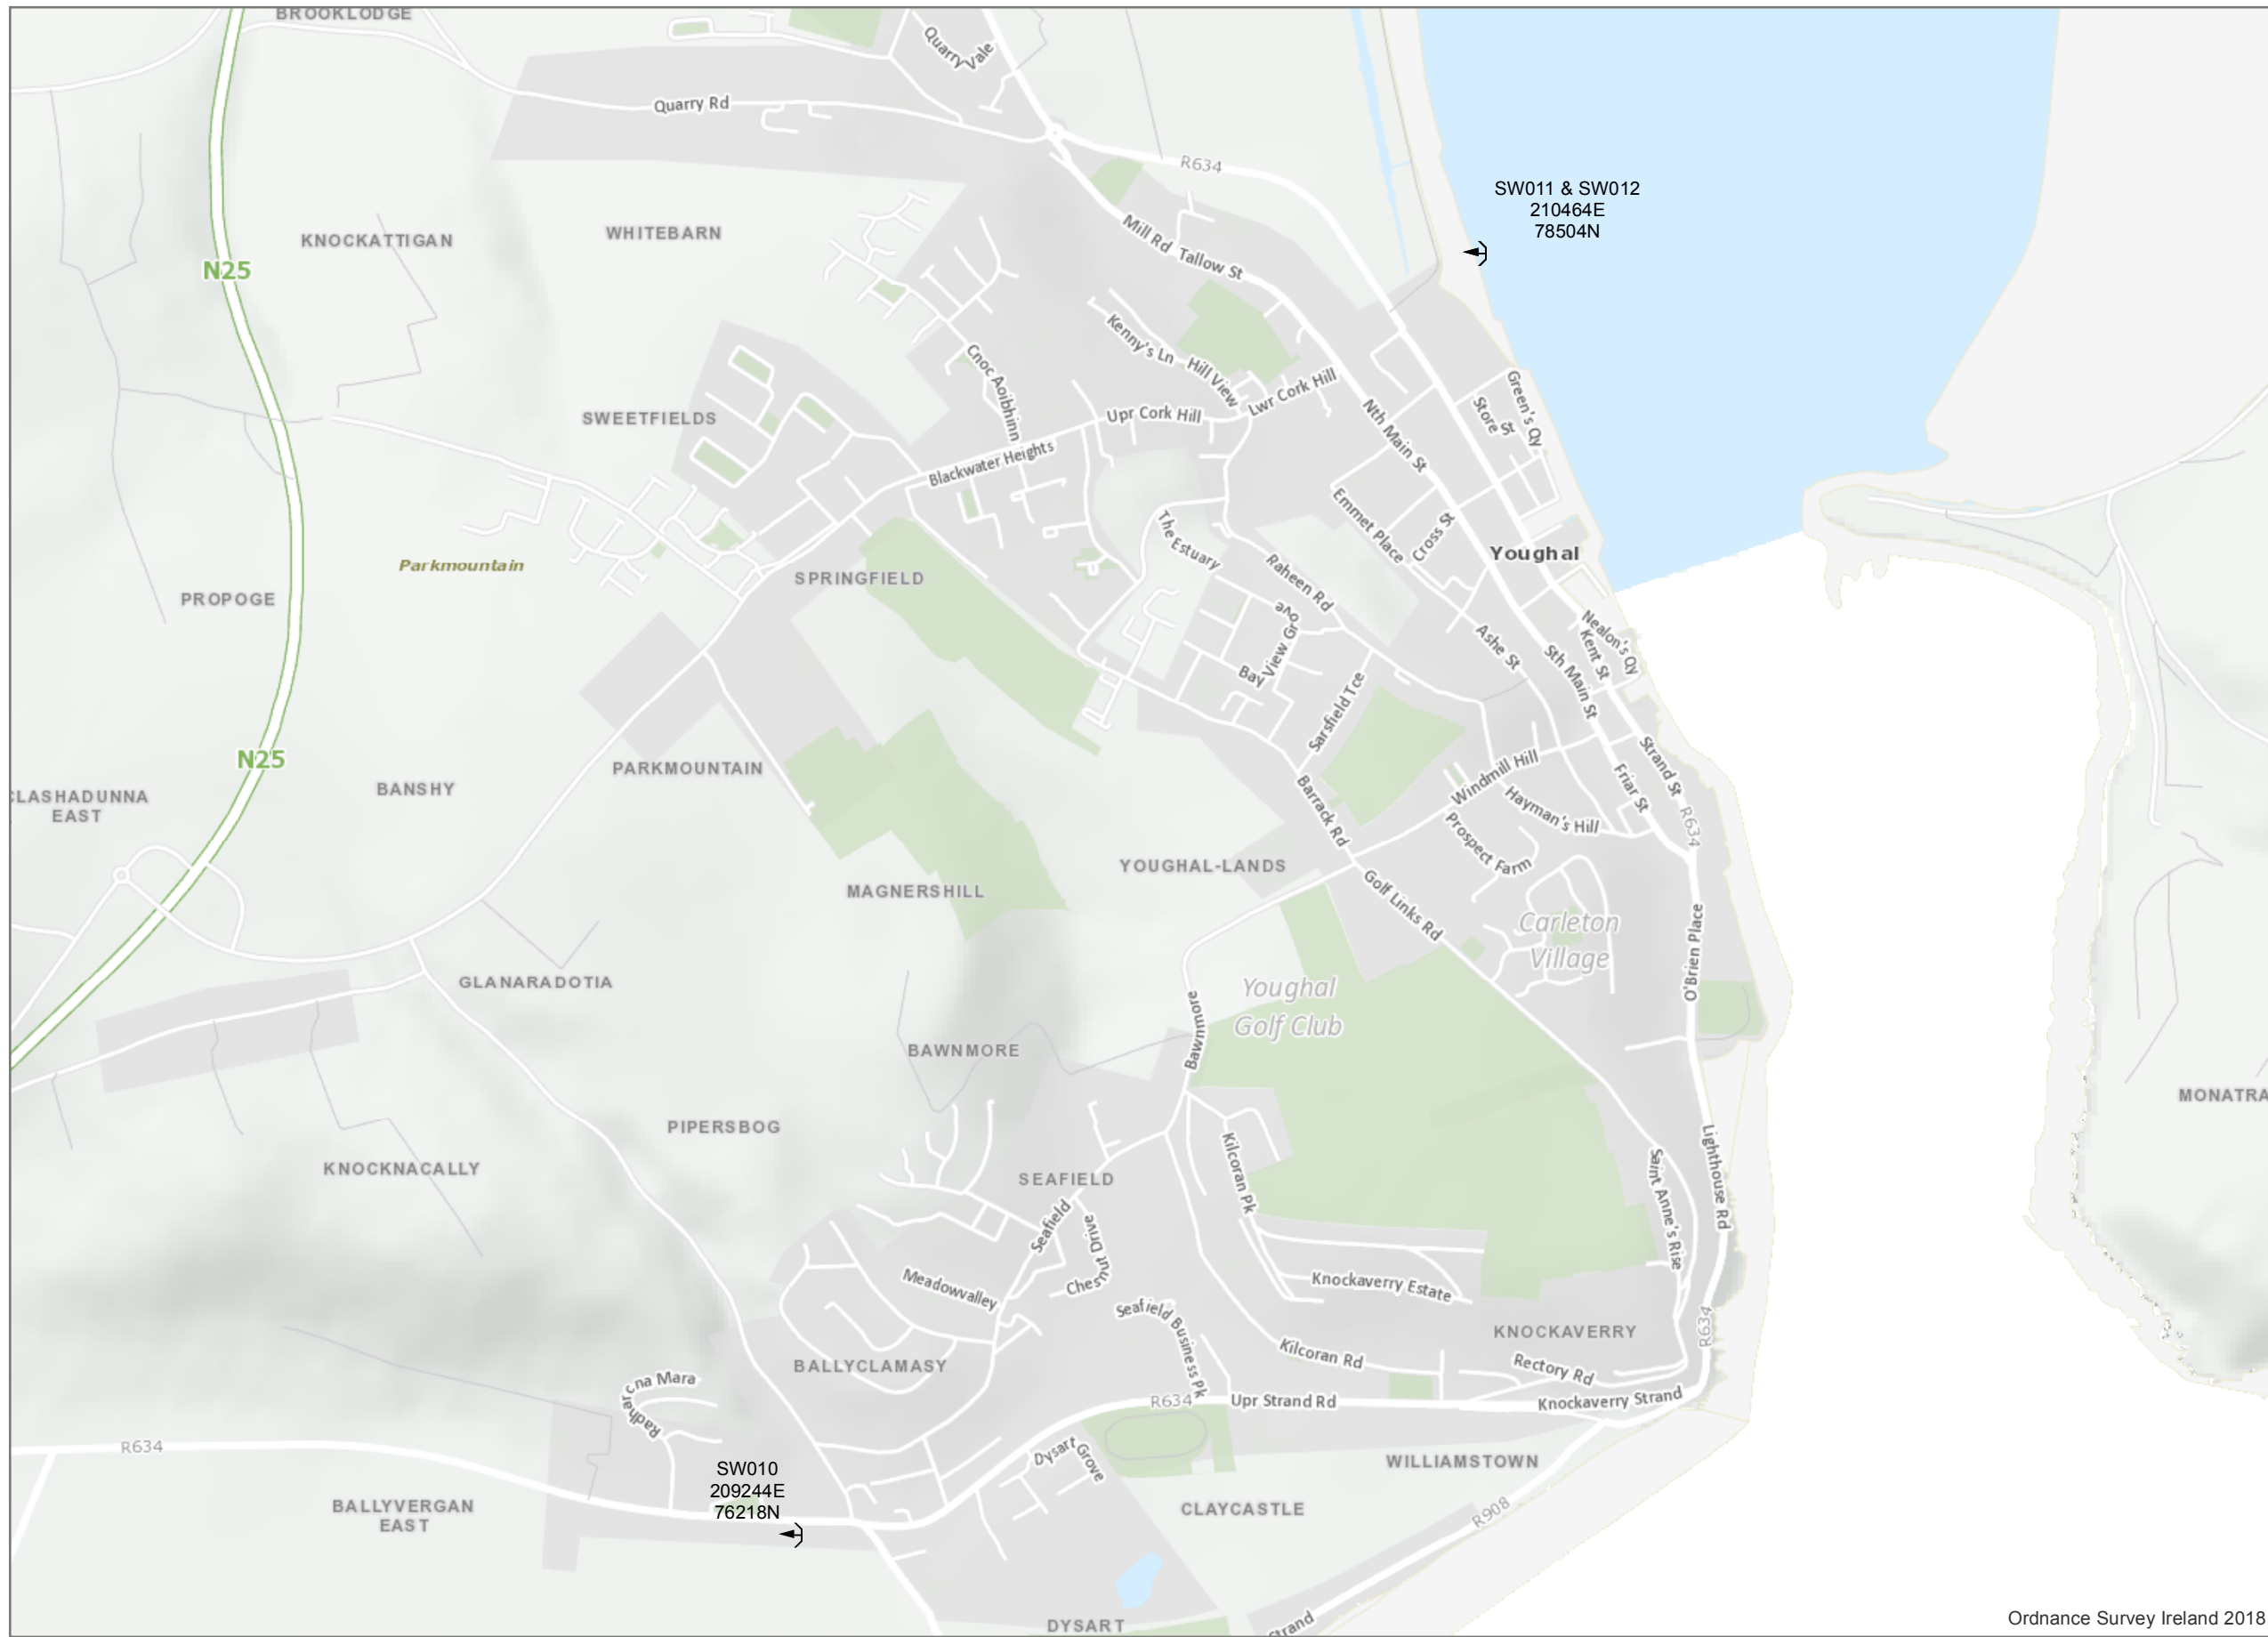 BROOKLODGE
Quarry Vale
Quarry Rd
R634
SW011 & SW012
210464E
78504N
KNOCKATTIGAN
WHITEBARN
N25
Mill Rd
Tallow St
Kenny's Ln
Hill View
Cnoc Aoibhinn
Lwr Cork Hill
Green's Qy
Store St
SWEETFIELDS
Upr Cork Hill
Nth Main St
Blackwater Heights
Emmet Place
Cross St
The Estuary
Youghal
Parkmountain
SPRINGFIELD
Raheen Rd
PROPOGE
Bay View Grove
Ashe St
Nealon's Qy
Kent St
Sth Main St
Sarsfield Tce
N25
PARKMOUNTAIN
BANSHY
CLASHADUNNA
EAST
Strand St
Friar St
R634
Windmill Hill
Hayman's Hill
Barrack Rd
Prospect Farm
YOUGHAL-LANDS
MAGNERSHILL
Golf Links Rd
Carleton
Village
O'Brien Place
GLANARADOTIA
Youghal
Golf Club
Bawnmore
BAWNMORE
MONATRA
PIPERSBOG
KNOCKNACALLY
SEAFIELD
Kilcoran Pk
Saint Anne's Rise
Lighthouse Rd
Seafield
Chesnut Drive
Meadowvalley
Knockaverry Estate
Seafield Business Pk
KNOCKAVERRY
R634
BALLYCLAMASY
Kilcoran Rd
Rectory Rd
Radharc na Mara
R634
Upr Strand Rd
Knockaverry Strand
R634
Dysart Grove
WILLIAMSTOWN
SW010
209244E
76218N
BALLYVERGAN
EAST
CLAYCASTLE
R908
DYSART
Strand
Ordnance Survey Ireland 2018